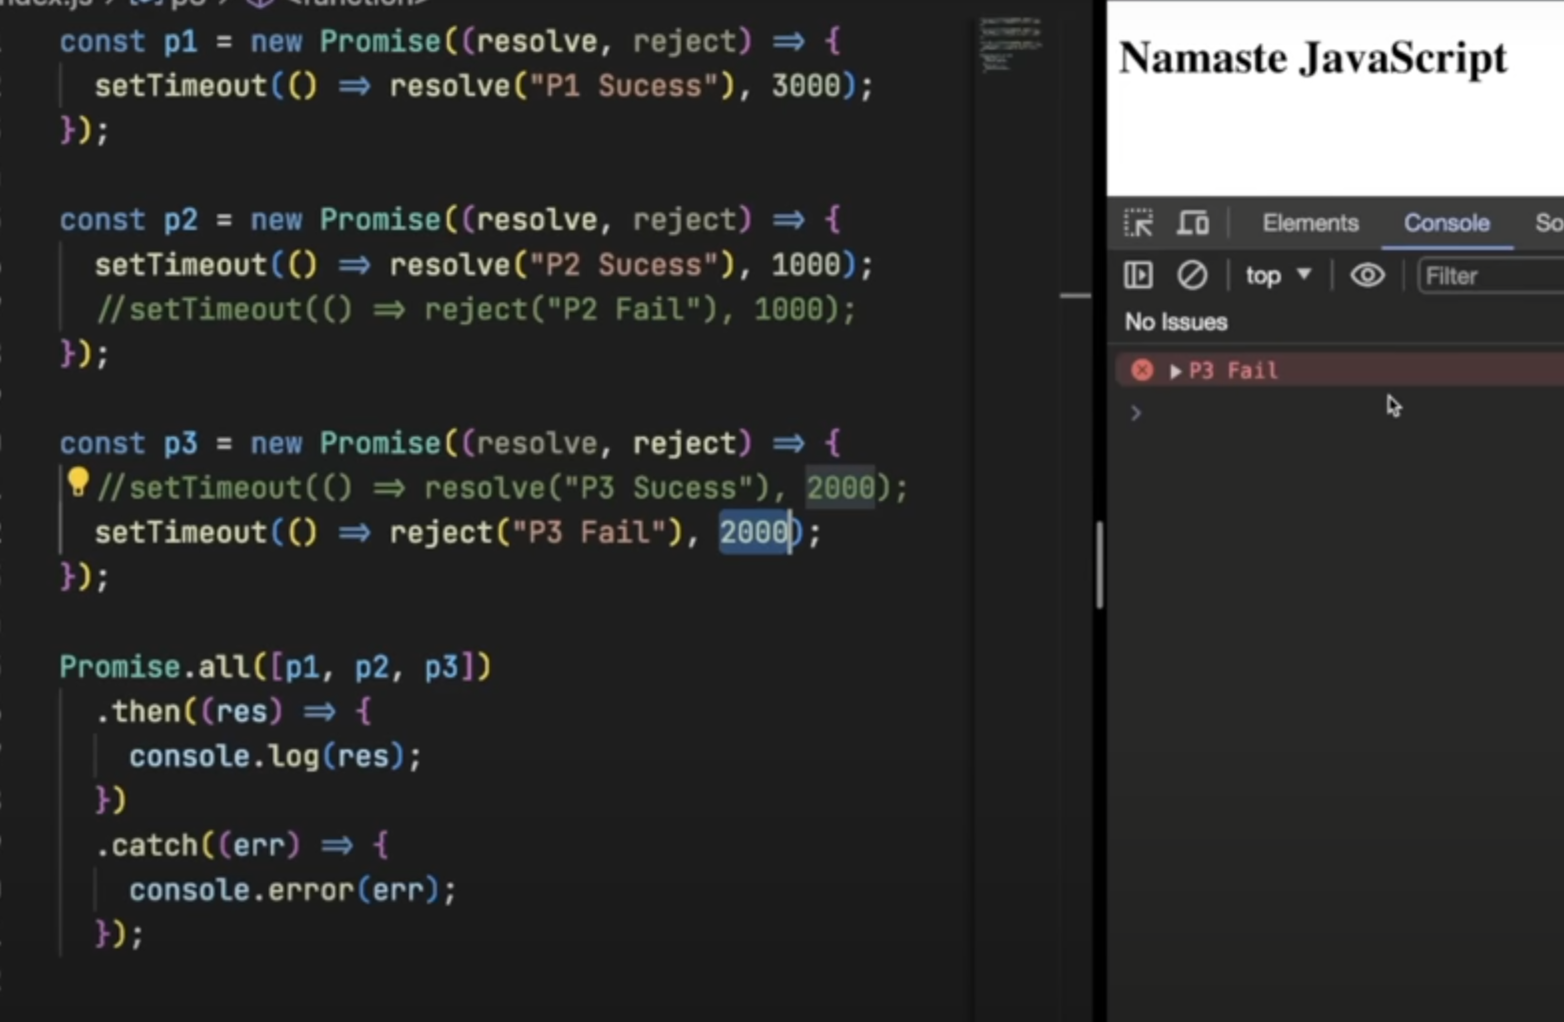 const p1 = new Promise((resolve, reject) => {
setTimeout(() => resolve("P1 Sucess"), 3000);
});
const p2 = new Promise((resolve, reject) => {
setTimeout(() => resolve("P2 Sucess"), 1000);
//setTimeout(() => reject("P2 Fail"), 1000);
});
const p3 = new Promise((resolve, reject) => {
//setTimeout(() => resolve("P3 Sucess"), 2000);
setTimeout(() => reject("P3 Fail"), 2000);
});
Promise.all([p1, p2, p3])
.then((res) => {
console.log(res);
})
.catch((err) => {
console.error(err);
});
Namaste JavaScript
Elements Console
top Filter
No Issues
P3 Fail